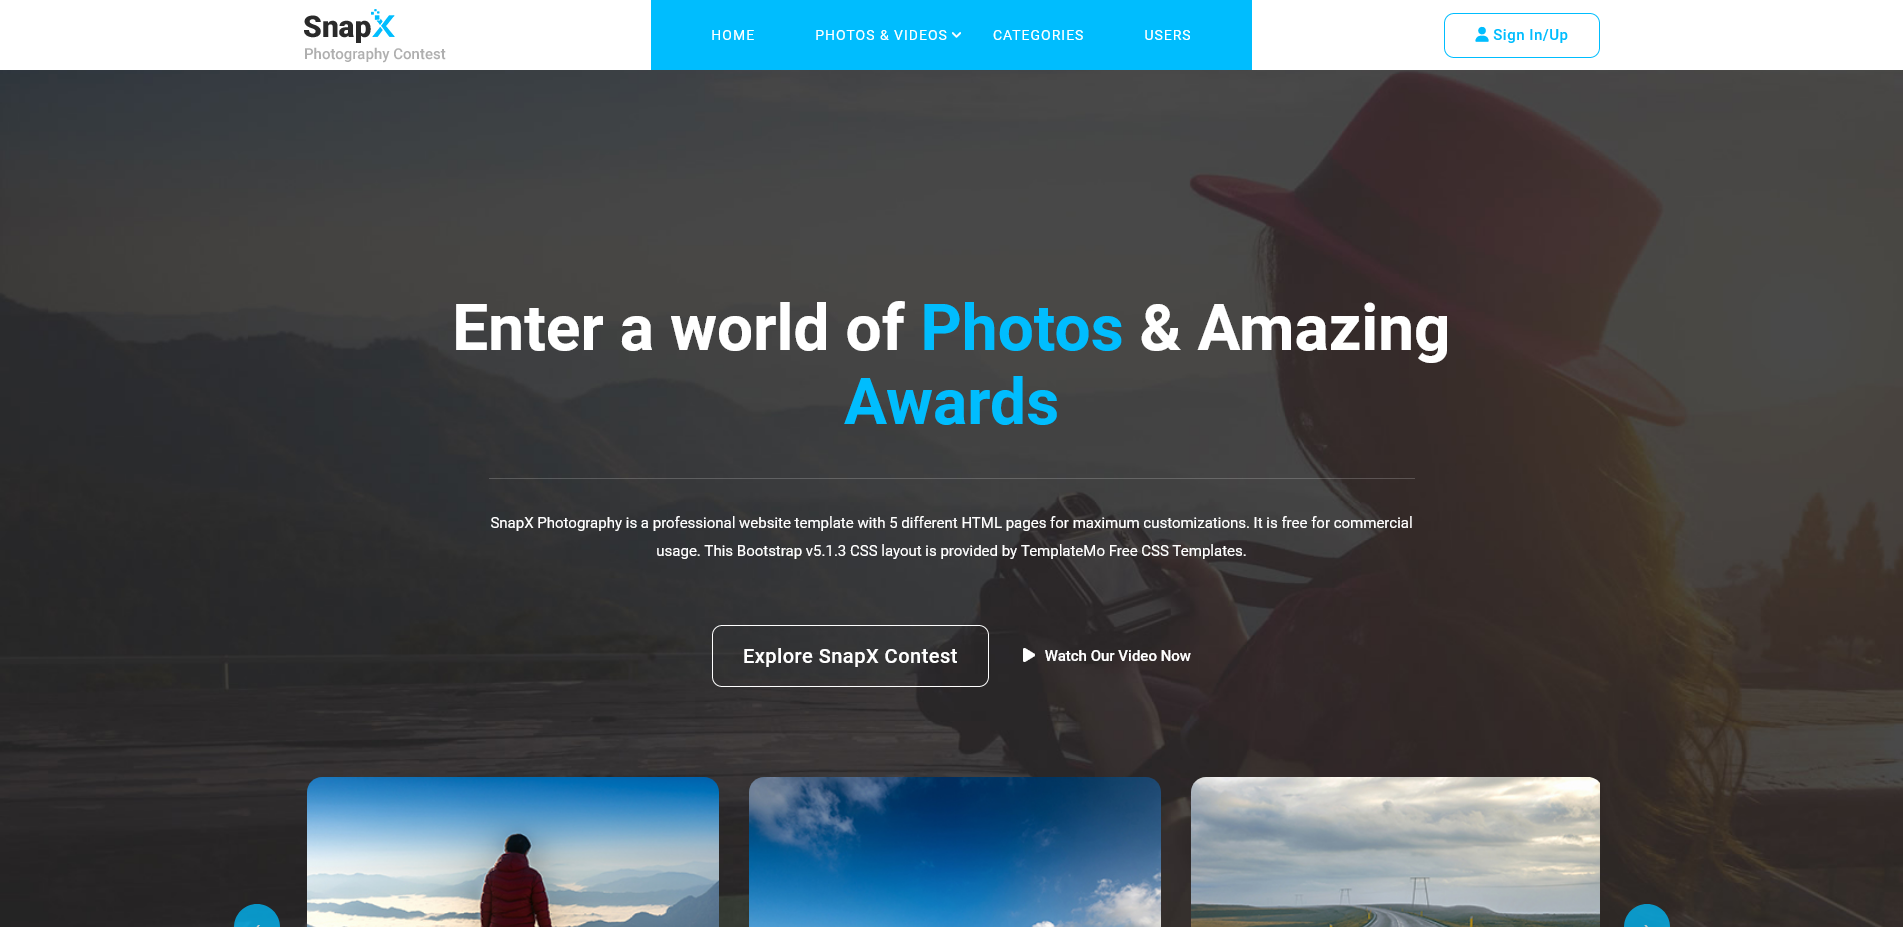 SnapX
Photography Contest
HOME
PHOTOS & VIDEOS
CATEGORIES
USERS
Sign In/Up
Enter a world of Photos & Amazing
Awards
SnapX Photography is a professional website template with 5 different HTML pages for maximum customizations. It is free for commercial
usage. This Bootstrap v5.1.3 CSS layout is provided by TemplateMo Free CSS Templates.
Explore SnapX Contest
Watch Our Video Now